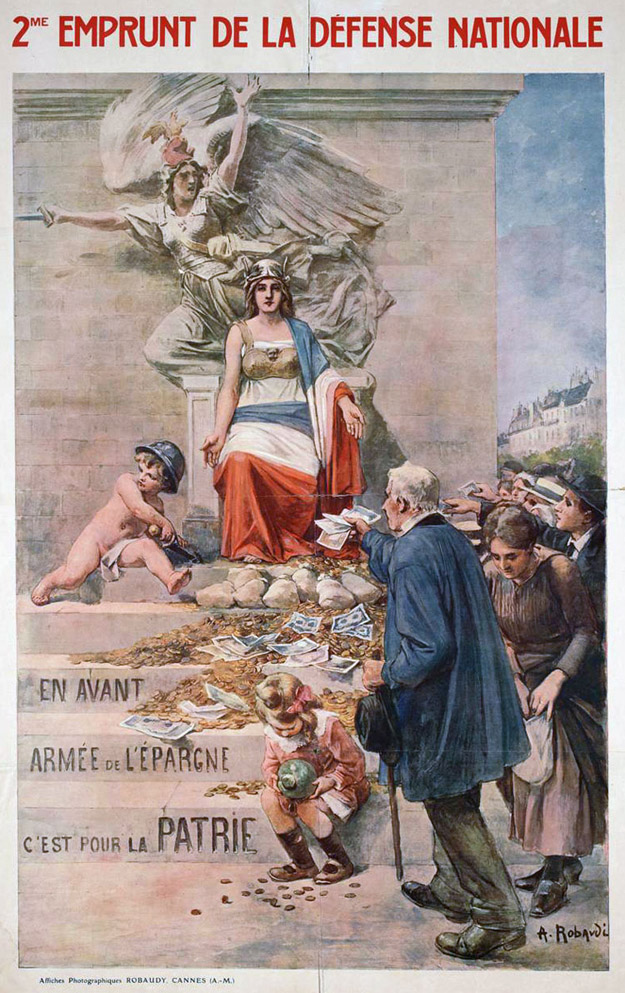 2ME EMPRUNT DE LA DÉFENSE NATIONALE
EN AVANT
ARMÉE DE L'ÉPARGNE
C'EST POUR LA PATRIE
A. Robaudi
Affiches Photographiques ROBAUDY, CANNES (A.-M.)